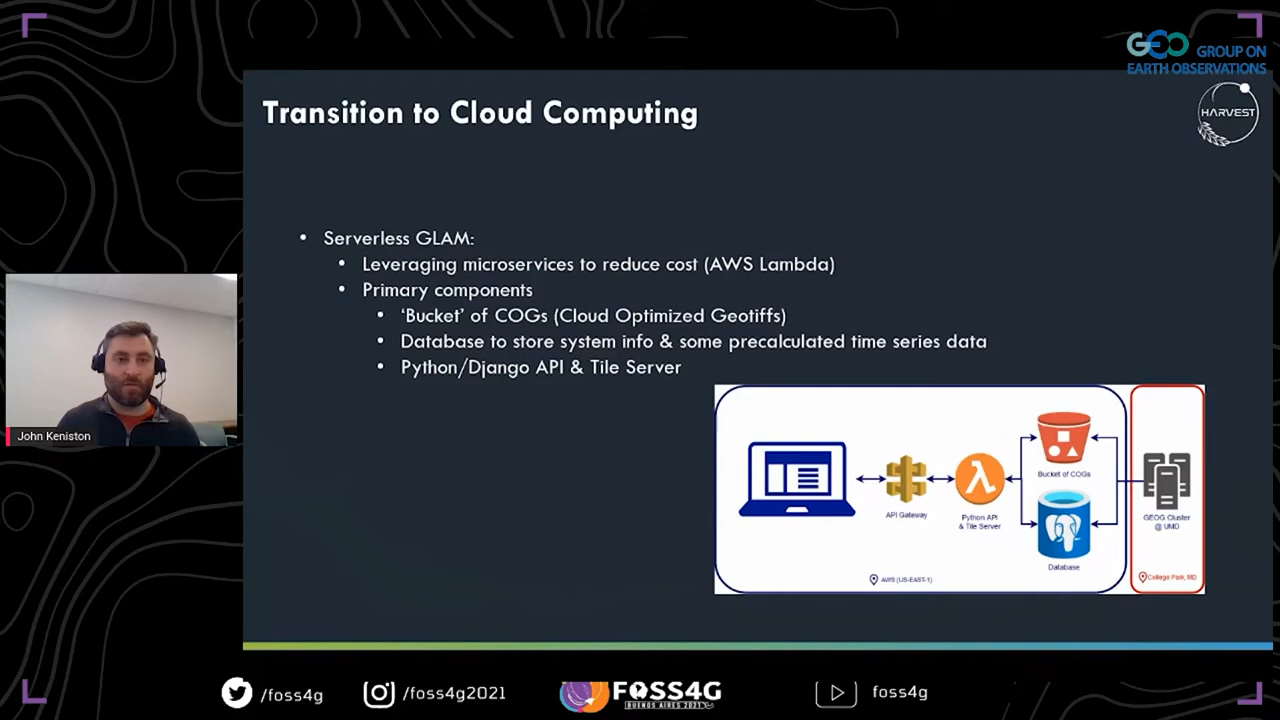 GEO GROUP ON
EARTH OBSERVATIONS
Transition to Cloud Computing
HARVEST
• Serverless GLAM:
• Leveraging microservices to reduce cost (AWS Lambda)
• Primary components
• ‘Bucket’ of COGs (Cloud Optimized Geotiffs)
• Database to store system info & some precalculated time series data
• Python/Django API & Tile Server
John Keniston
API Gateway
Python API
& Tile Server
Bucket of COGs
Database
AWS (US-EAST-1)
GEOG Cluster
@ UMD
College Park, MD
/foss4g
/foss4g2021
FOSS4G
BUENOS AIRES 2021
foss4g